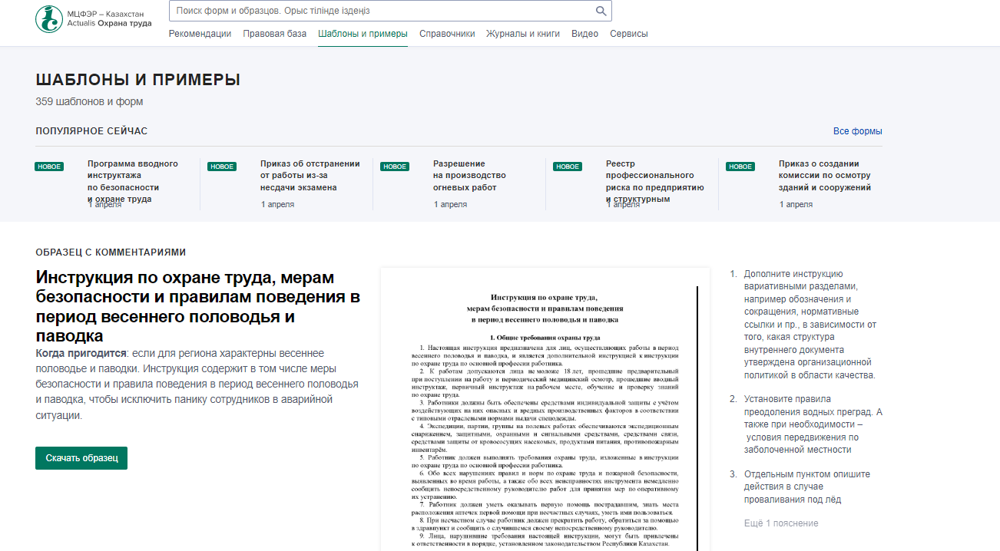 МЦФЭР – Казахстан
Actualis Охрана труда
Поиск форм и образцов. Орыс тілінде іздеңіз
Рекомендации Правовая база Шаблоны и примеры Справочники Журналы и книги Видео Сервисы
ШАБЛОНЫ И ПРИМЕРЫ
359 шаблонов и форм
ПОПУЛЯРНОЕ СЕЙЧАС
Все формы
НОВОЕ
Программа вводного
инструктажа
по безопасности
и охране труда
1 апреля
НОВОЕ
Приказ об отстранении
от работы из-за
несдачи экзамена
1 апреля
НОВОЕ
Разрешение
на производство
огневых работ
1 апреля
НОВОЕ
Реестр
профессионального
риска по предприятию
и структурным
1 апреля
НОВОЕ
Приказ о создании
комиссии по осмотру
зданий и сооружений
1 апреля
ОБРАЗЕЦ С КОММЕНТАРИЯМИ
Инструкция по охране труда, мерам
безопасности и правилам поведения в
период весеннего половодья и
паводка
Когда пригодится: если для региона характерны весеннее
половодье и паводки. Инструкция содержит в том числе меры
безопасности и правила поведения в период весеннего половодья
и паводка, чтобы исключить панику сотрудников в аварийной
ситуации.
Скачать образец
Инструкция по охране труда,
мерам безопасности и правилам поведения
в период весеннего половодья и паводка
1. Общие требования охраны труда
1. Настоящая инструкция предназначена для лиц, осуществляющих работы в период
весеннего половодья и паводка, и является дополнительной инструкцией к инструкции
по охране труда по основной профессии работника.
2. К работам допускаются лица не моложе 18 лет, прошедшие предварительный
при поступлении на работу и периодический медицинский осмотр, прошедшие вводный
инструктаж, первичный инструктаж на рабочем месте, обучение и проверку знаний
по охране труда.
3. Работники должны быть обеспечены средствами индивидуальной защиты с учётом
воздействующих на них опасных и вредных производственных факторов в соответствии
с типовыми отраслевыми нормами выдачи спецодежды.
4. Экспедиции, партии, группы на полевых работах обеспечиваются экспедиционным
снаряжением, защитными, охранными и сигнальными средствами, средствами связи,
средствами защиты от кровососущих насекомых, продуктами питания, противопожарным
инвентарём.
5. Работник должен выполнять требования охраны труда, изложенные в инструкции
по охране труда по основной профессии работника.
6. Обо всех нарушениях правил и норм по охране труда и пожарной безопасности,
выявленных во время работы, а также обо всех неисправностях инструмента немедленно
сообщить непосредственному руководителю работ для принятия мер по оперативному
их устранению.
7. Работник должен уметь оказывать первую помощь пострадавшим, знать места
расположения аптечек первой помощи при несчастных случаях, уметь ими пользоваться.
8. При несчастном случае работник должен прекратить работу, обратиться за помощью
в здравпункт и сообщить о случившемся своему непосредственному руководителю.
9. Лица, нарушившие требования настоящей инструкции, могут быть привлечены
к ответственности в порядке, установленном законодательством Республики Казахстан.
1. Дополните инструкцию
вариативными разделами,
например обозначения и
сокращения, нормативные
ссылки и пр., в зависимости от
того, какая структура
внутреннего документа
утверждена организационной
политикой в области качества.
2. Установите правила
преодоления водных преград. А
также при необходимости –
условия передвижения по
заболоченной местности
3. Отдельным пунктом опишите
действия в случае
проваливания под лёд
Ещё 1 пояснение